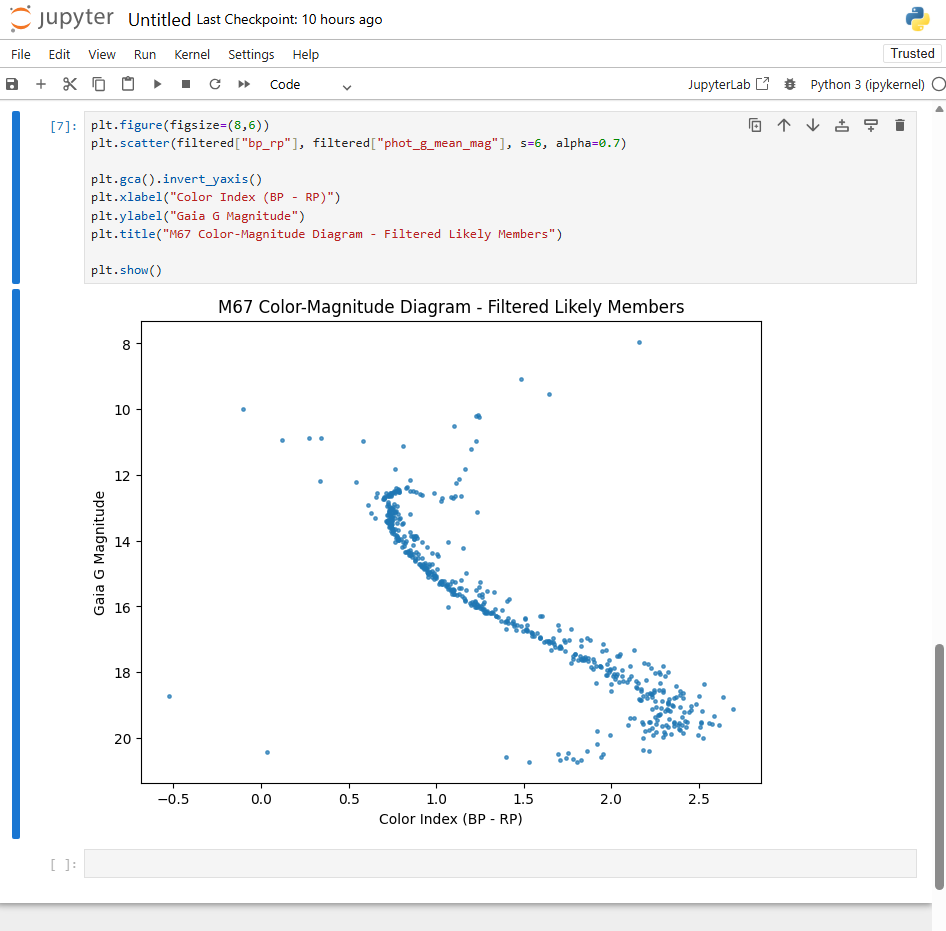 jupyter Untitled Last Checkpoint: 10 hours ago
File Edit View Run Kernel Settings Help Trusted
Code JupyterLab Python 3 (ipykernel)
[7]: plt.figure(figsize=(8,6))
plt.scatter(filtered["bp_rp"], filtered["phot_g_mean_mag"], s=6, alpha=0.7)
plt.gca().invert_yaxis()
plt.xlabel("Color Index (BP - RP)")
plt.ylabel("Gaia G Magnitude")
plt.title("M67 Color-Magnitude Diagram - Filtered Likely Members")
plt.show()
M67 Color-Magnitude Diagram - Filtered Likely Members
8
10
12
14
16
18
20
Gaia G Magnitude
−0.5 0.0 0.5 1.0 1.5 2.0 2.5
Color Index (BP - RP)
[ ]: